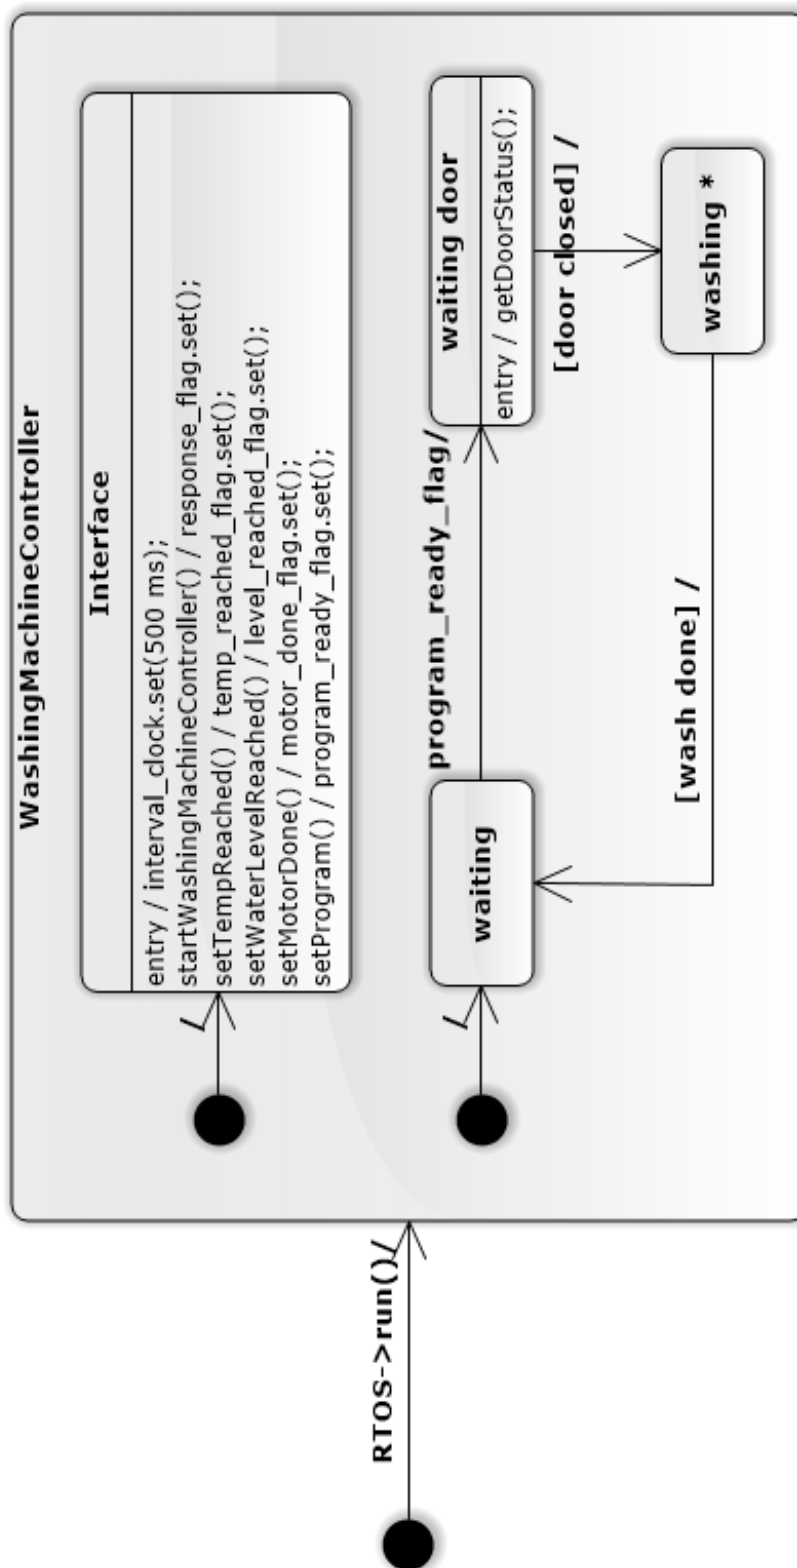 WashingMachineController
Interface
entry / interval_clock.set(500 ms);
startWashingMachineController() / response_flag.set();
setTempReached() / temp_reached_flag.set();
setWaterLevelReached() / level_reached_flag.set();
setMotorDone() / motor_done_flag.set();
setProgram() / program_ready_flag.set();
/
RTOS->run()/
/
waiting
program_ready_flag/
waiting door
entry / getDoorStatus();
[door closed] /
washing *
[wash done] /